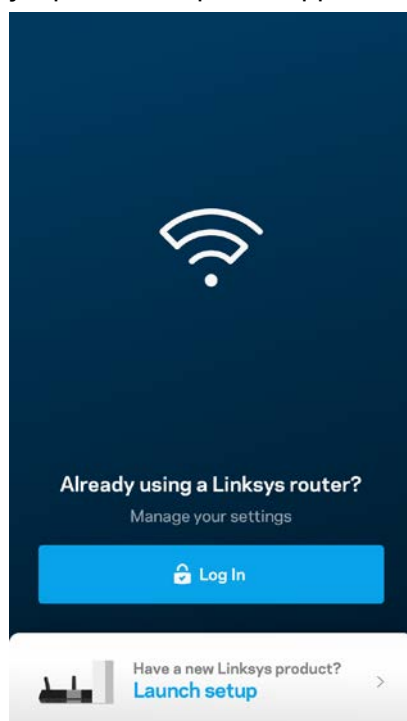 Already using a Linksys router?
Manage your settings
Log In
Have a new Linksys product?
Launch setup